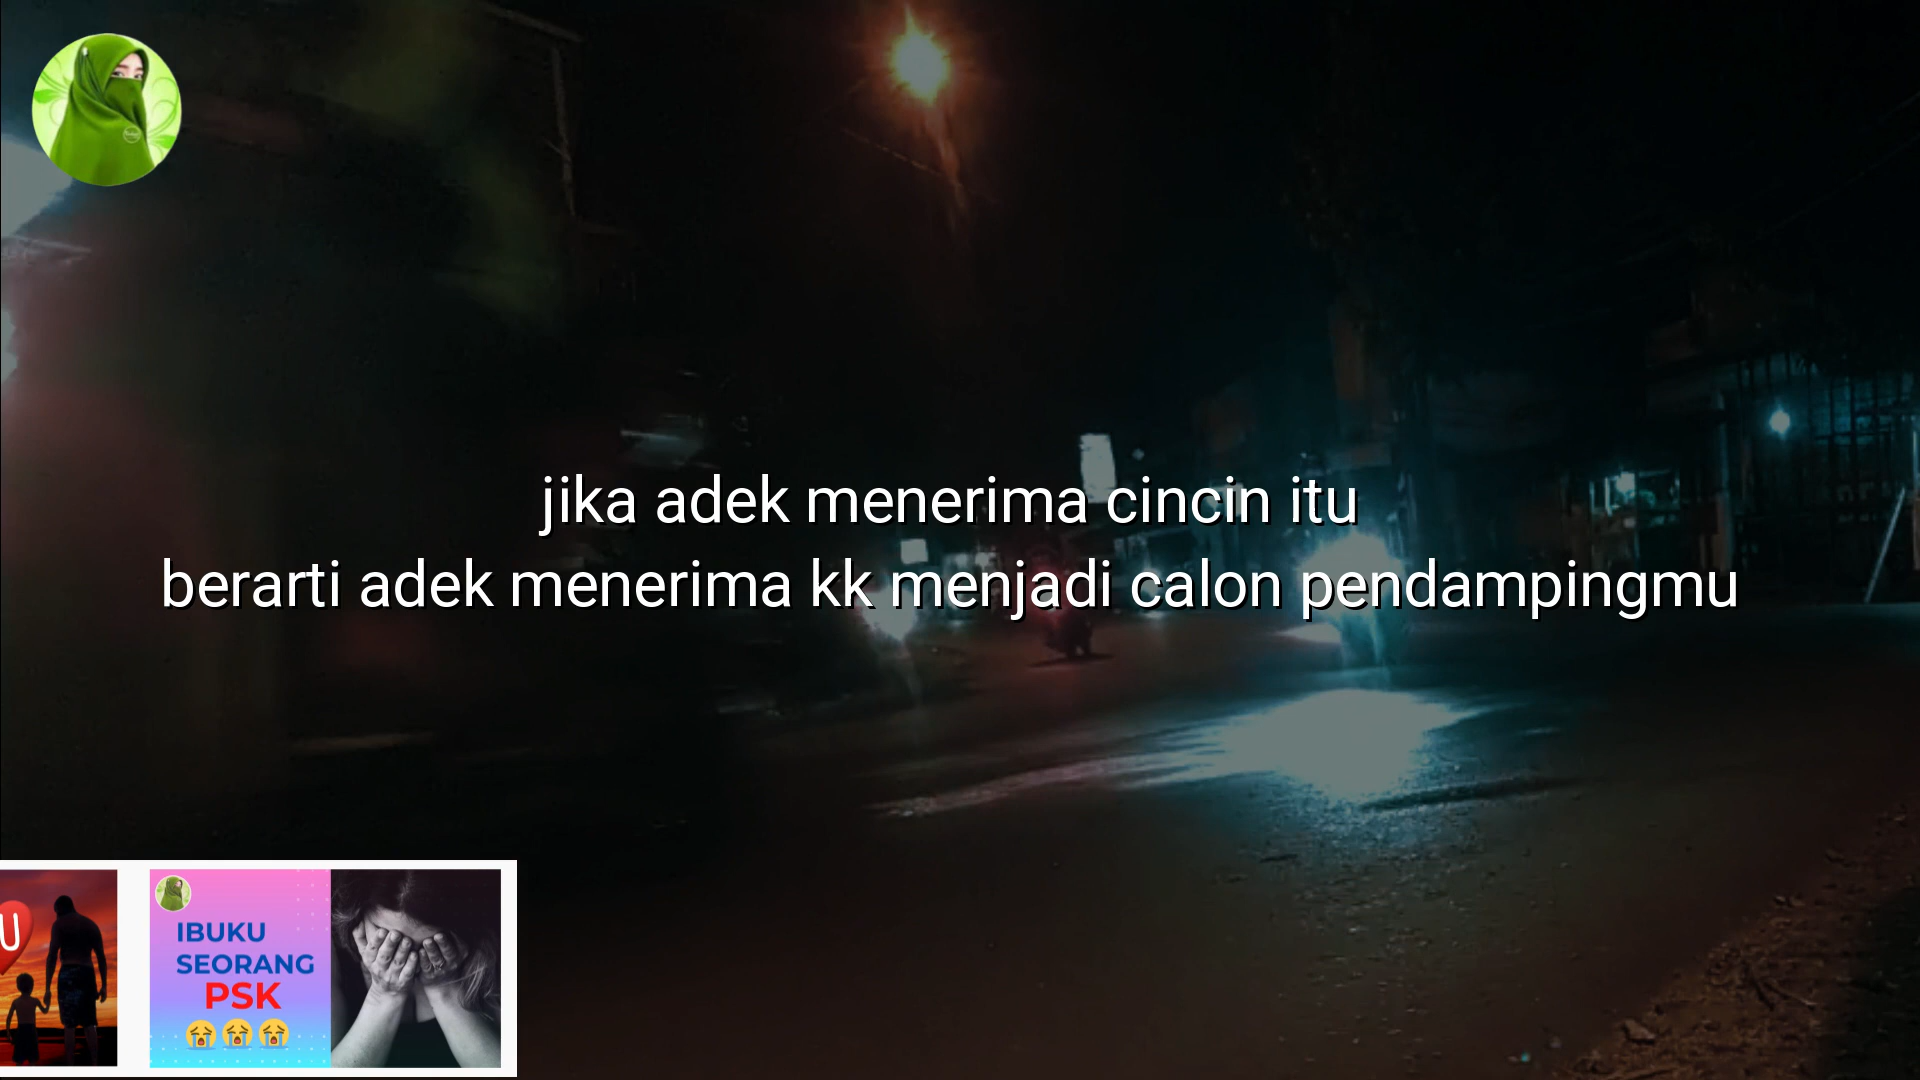 jika adek menerima cincin itu
berarti adek menerima kk menjadi calon pendampingmu
U
IBUKU
SEORANG
PSK